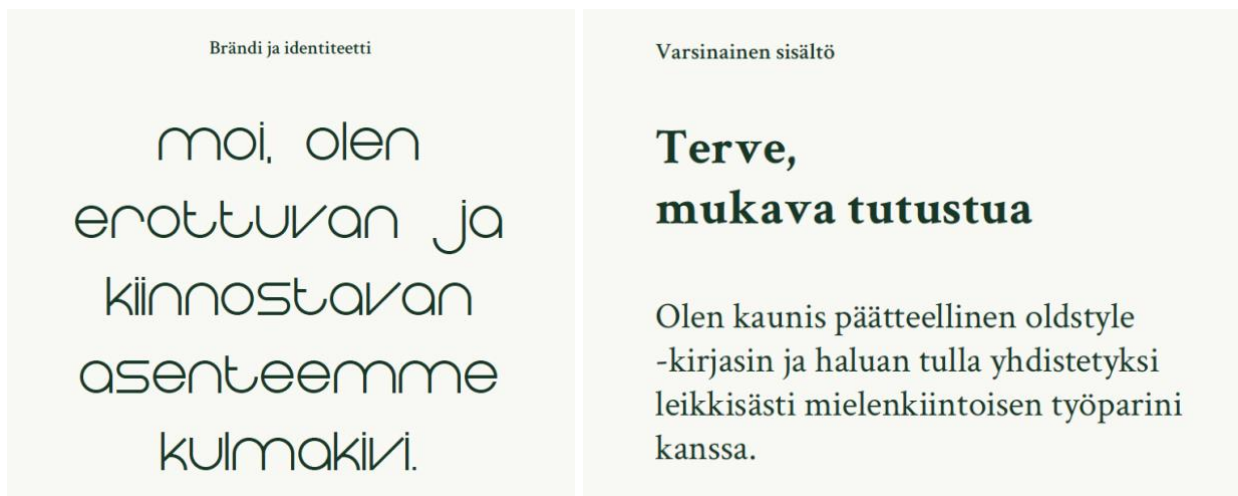 Brändi ja identiteetti
moi, olen
erottuvan ja
kiinnostavan
asenteemme
kulmakivi.
Varsinainen sisältö
Terve,
mukava tutustua
Olen kaunis päätteellinen oldstyle
-kirjasin ja haluan tulla yhdistetyksi
leikkisästi mielenkiintoisen työparini
kanssa.